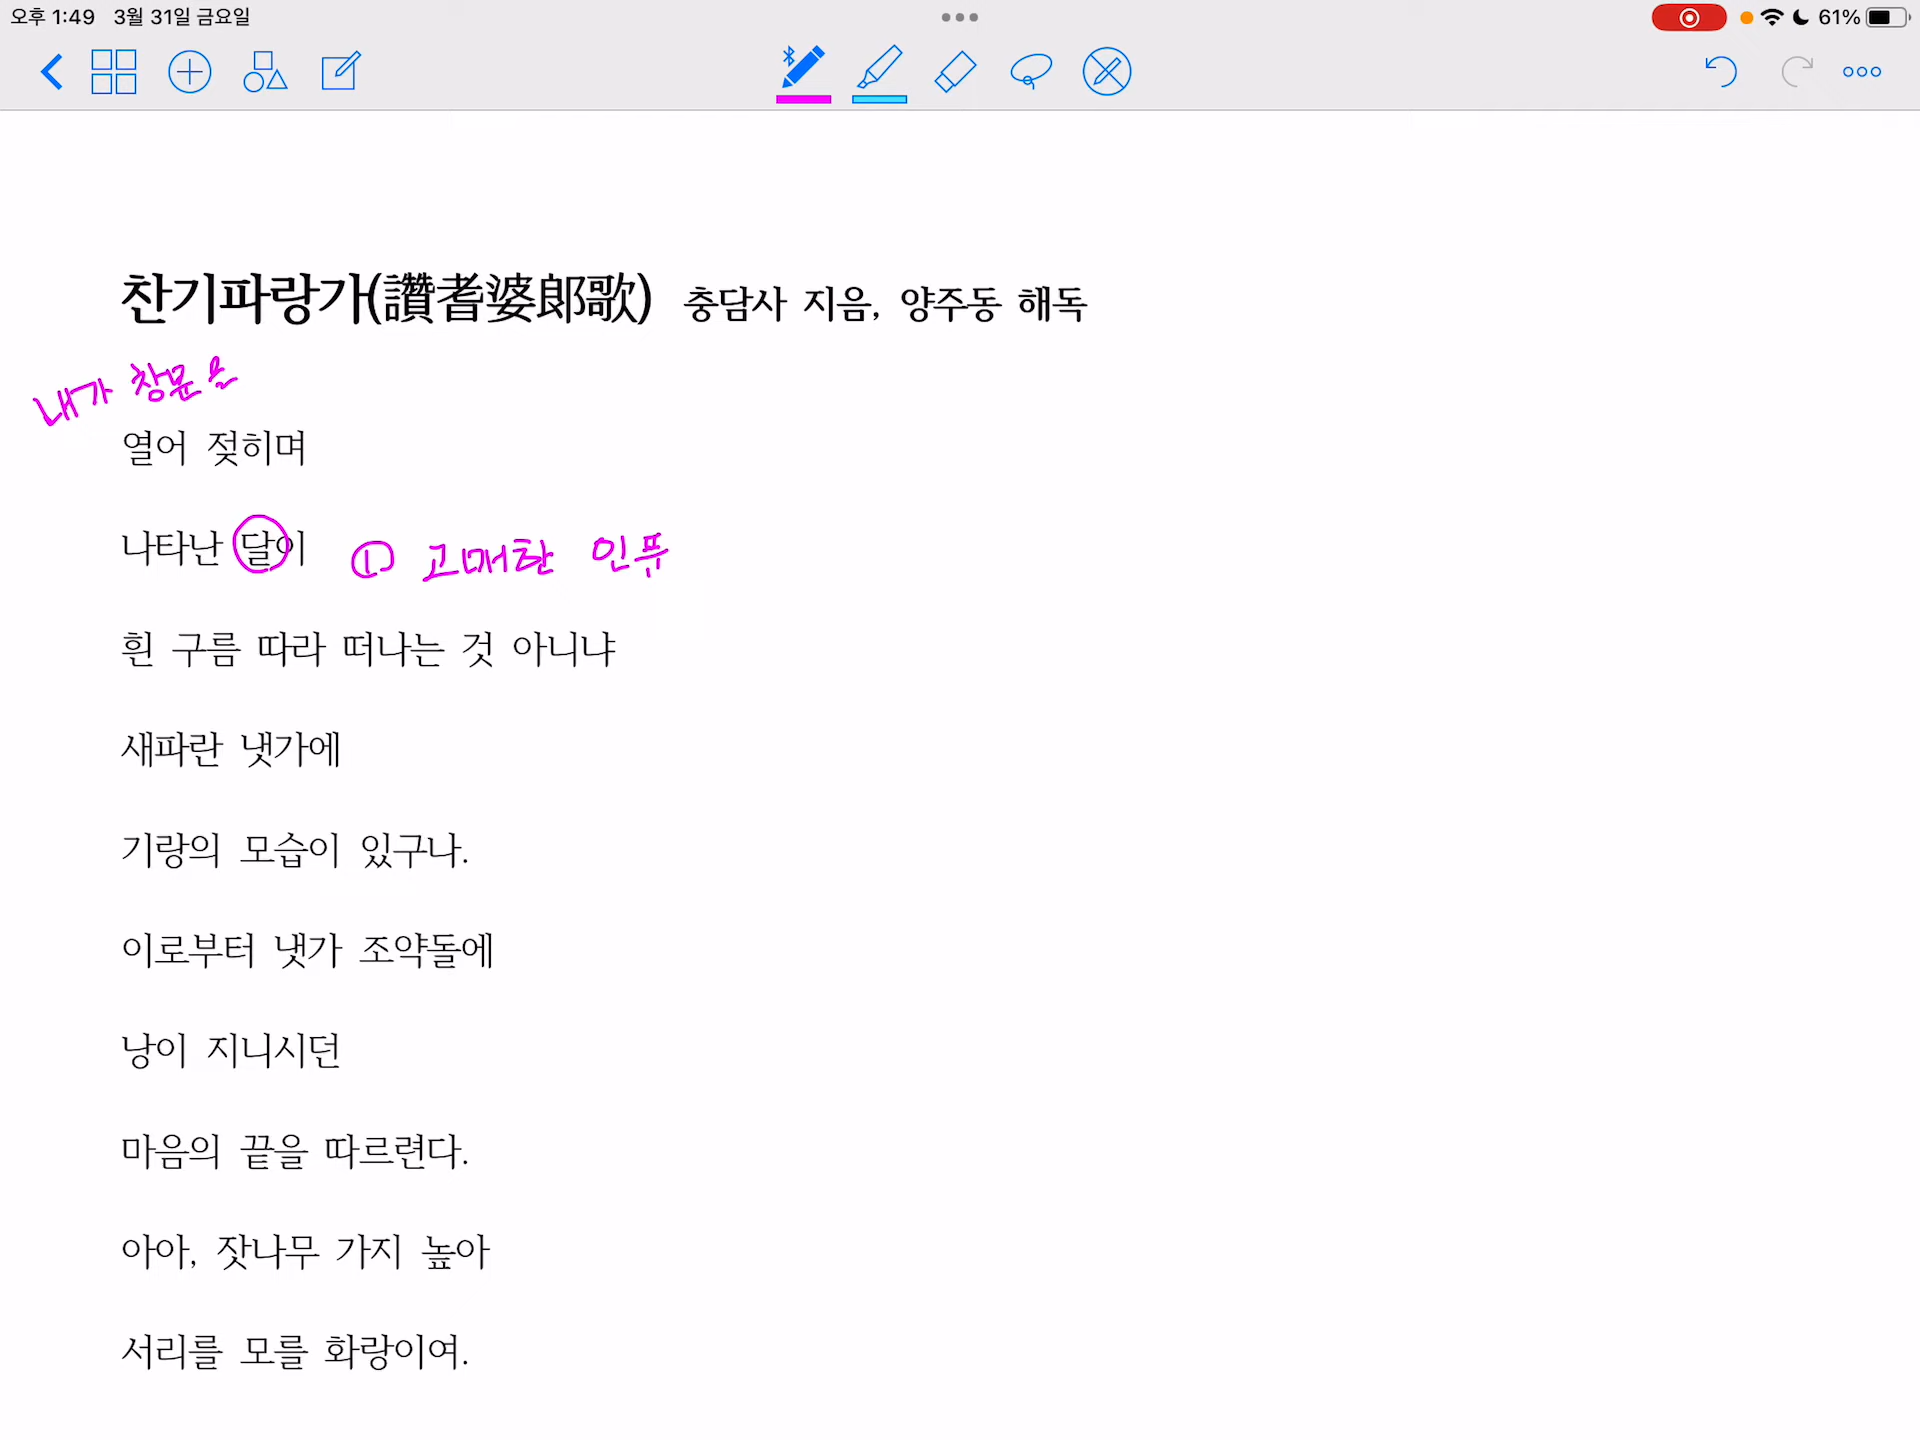 오후 1:49 3월 31일 금요일
61%
찬기파랑가(讚耆婆郞歌) 충담사 지음, 양주동 해독
내가 창문을
열어 젖히며
나타난 달이 ① 고매한 인품
흰 구름 따라 떠나는 것 아니냐
새파란 냇가에
기랑의 모습이 있구나.
이로부터 냇가 조약돌에
낭이 지니시던
마음의 끝을 따르련다.
아아, 잣나무 가지 높아
서리를 모를 화랑이여.